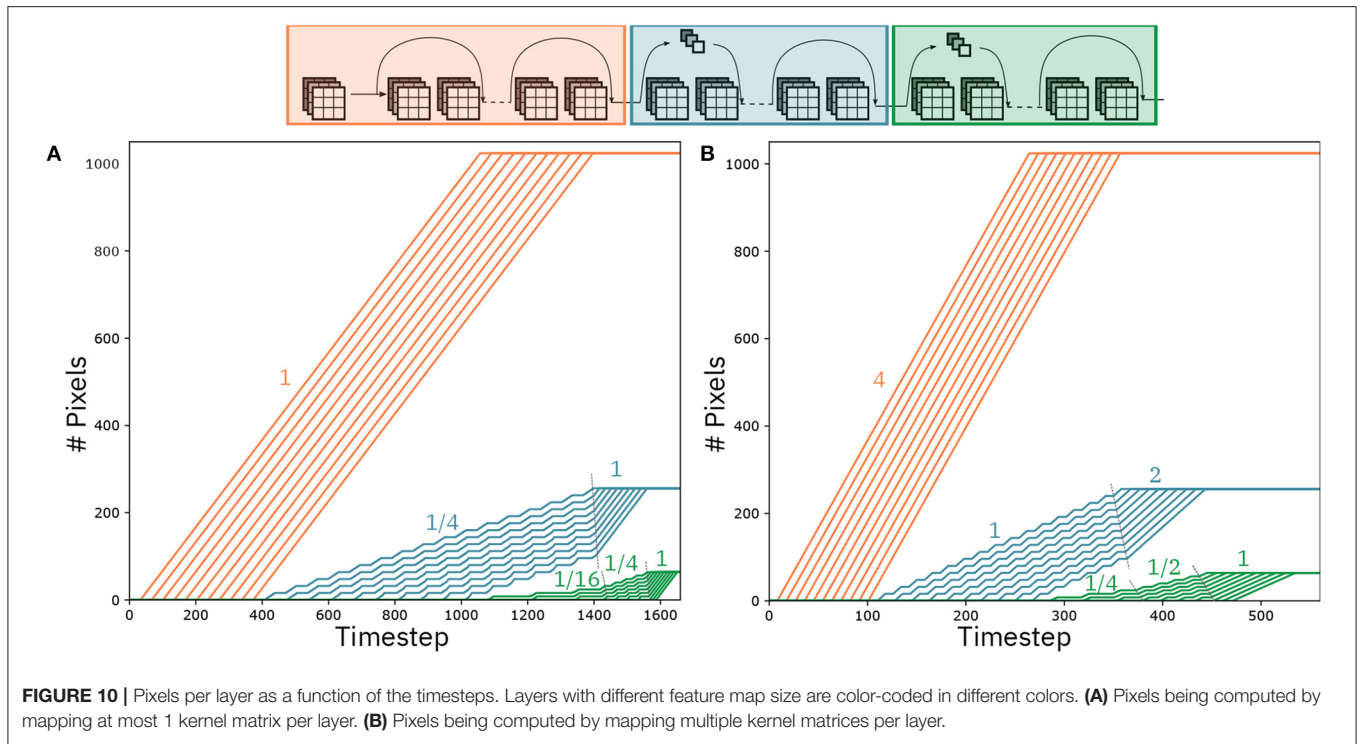 A
1000
800
600
400
200
0
# Pixels
1
1/4
1
1/16
1/4
1
0 200 400 600 800 1000 1200 1400 1600
Timestep
B
1000
800
600
400
200
0
# Pixels
4
1
2
1/4
1/2
1
0 100 200 300 400 500
Timestep
FIGURE 10 | Pixels per layer as a function of the timesteps. Layers with different feature map size are color-coded in different colors. (A) Pixels being computed by
mapping at most 1 kernel matrix per layer. (B) Pixels being computed by mapping multiple kernel matrices per layer.